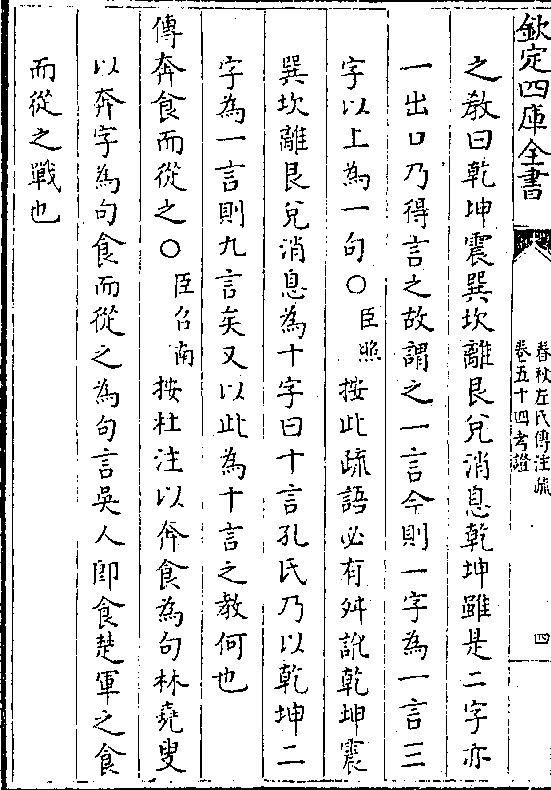 欽定四庫全書
春秋左氏傳注疏
卷五十四考證
四
之教曰乾坤震巽坎離艮兌消息乾坤雖是二字亦
一出口乃得言之故謂之一言今則一字為一言三
字以上為一句○臣照按此疏語必有舛訛乾坤震
巽坎離艮兌消息為十字曰十言孔氏乃以乾坤二
字為一言則九言矣又以此為十言之教何也
傳奔食而從之○臣召南按杜注以奔食為句林堯叟
以奔字為句食而從之為句言吳人即食楚軍之食
而從之戰也